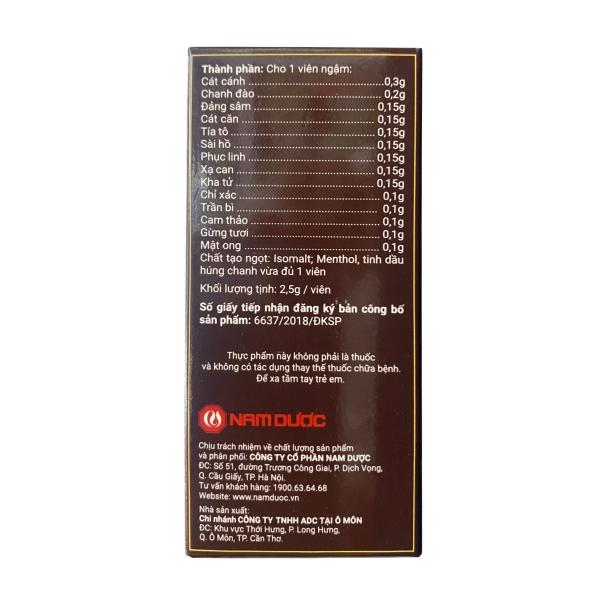 Thành phần: Cho 1 viên ngậm:
Cát cánh ........ 0,3g
Chanh đào ........ 0,2g
Đảng sâm ........ 0,15g
Cát căn ........ 0,15g
Tía tô ........ 0,15g
Sài hồ ........ 0,15g
Phục linh ........ 0,15g
Xạ can ........ 0,15g
Kha tử ........ 0,15g
Chỉ xác ........ 0,1g
Trần bì ........ 0,1g
Cam thảo ........ 0,1g
Gừng tươi ........ 0,1g
Mật ong ........ 0,1g
Chất tạo ngọt: Isomalt; Menthol, tinh dầu
húng chanh vừa đủ 1 viên
Khối lượng tịnh: 2,5g / viên
Số giấy tiếp nhận đăng ký bản công bố
sản phẩm: 6637/2018/ĐKSP
Thực phẩm này không phải là thuốc
và không có tác dụng thay thế thuốc chữa bệnh.
Để xa tầm tay trẻ em.
NAM DƯỢC
Chịu trách nhiệm về chất lượng sản phẩm
và phân phối: CÔNG TY CỔ PHẦN NAM DƯỢC
ĐC: Số 51, đường Trương Công Giai, P. Dịch Vọng,
Q. Cầu Giấy, TP. Hà Nội.
Tư vấn khách hàng: 1900.63.64.68
Website: www.namduoc.vn
Nhà sản xuất:
Chi nhánh CÔNG TY TNHH ADC TẠI Ô MÔN
ĐC: Khu vực Thới Hưng, P. Long Hưng,
Q. Ô Môn, TP. Cần Thơ.